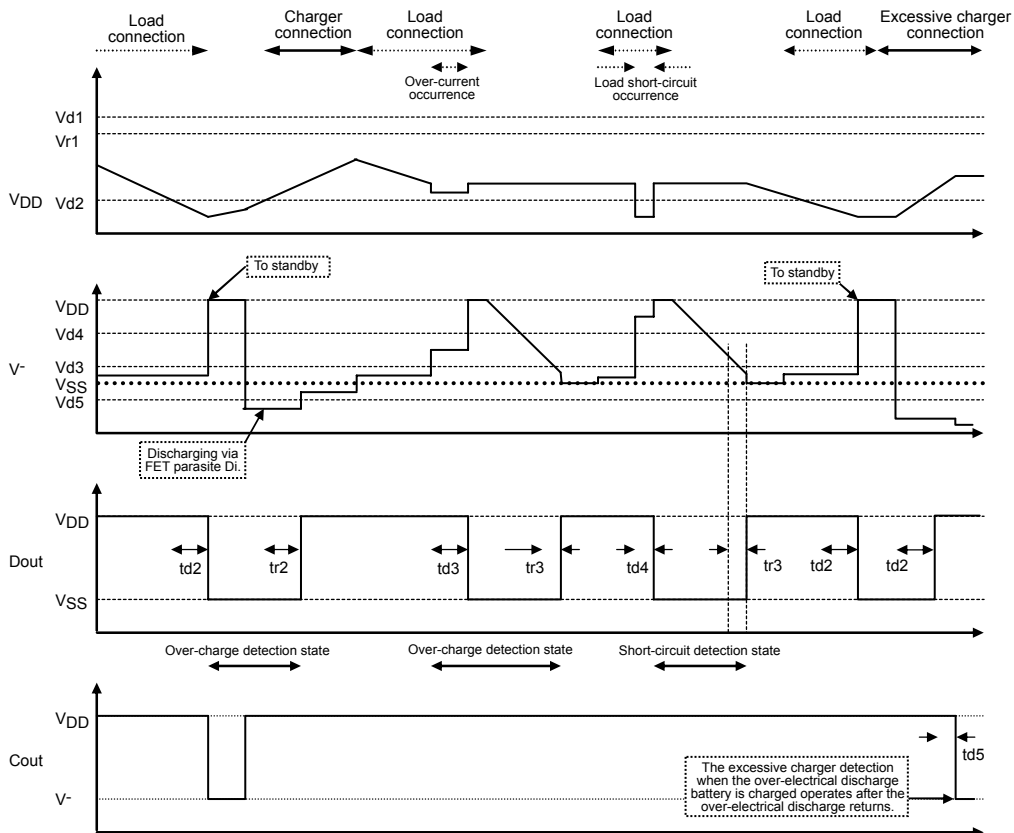 Load
connection
Charger
connection
Load
connection
Load
connection
Load
connection
Excessive charger
connection
Over-current
occurrence
Load short-circuit
occurrence
Vd1
Vr1
VDD
Vd2
To standby
To standby
VDD
Vd4
V-
Vd3
VSS
Vd5
Discharging via
FET parasite Di.
VDD
Dout
td2
tr2
td3
tr3
td4
tr3
td2
td2
VSS
Over-charge detection state
Over-charge detection state
Short-circuit detection state
VDD
Cout
td5
The excessive charger detection
when the over-electrical discharge
battery is charged operates after the
over-electrical discharge returns.
V-